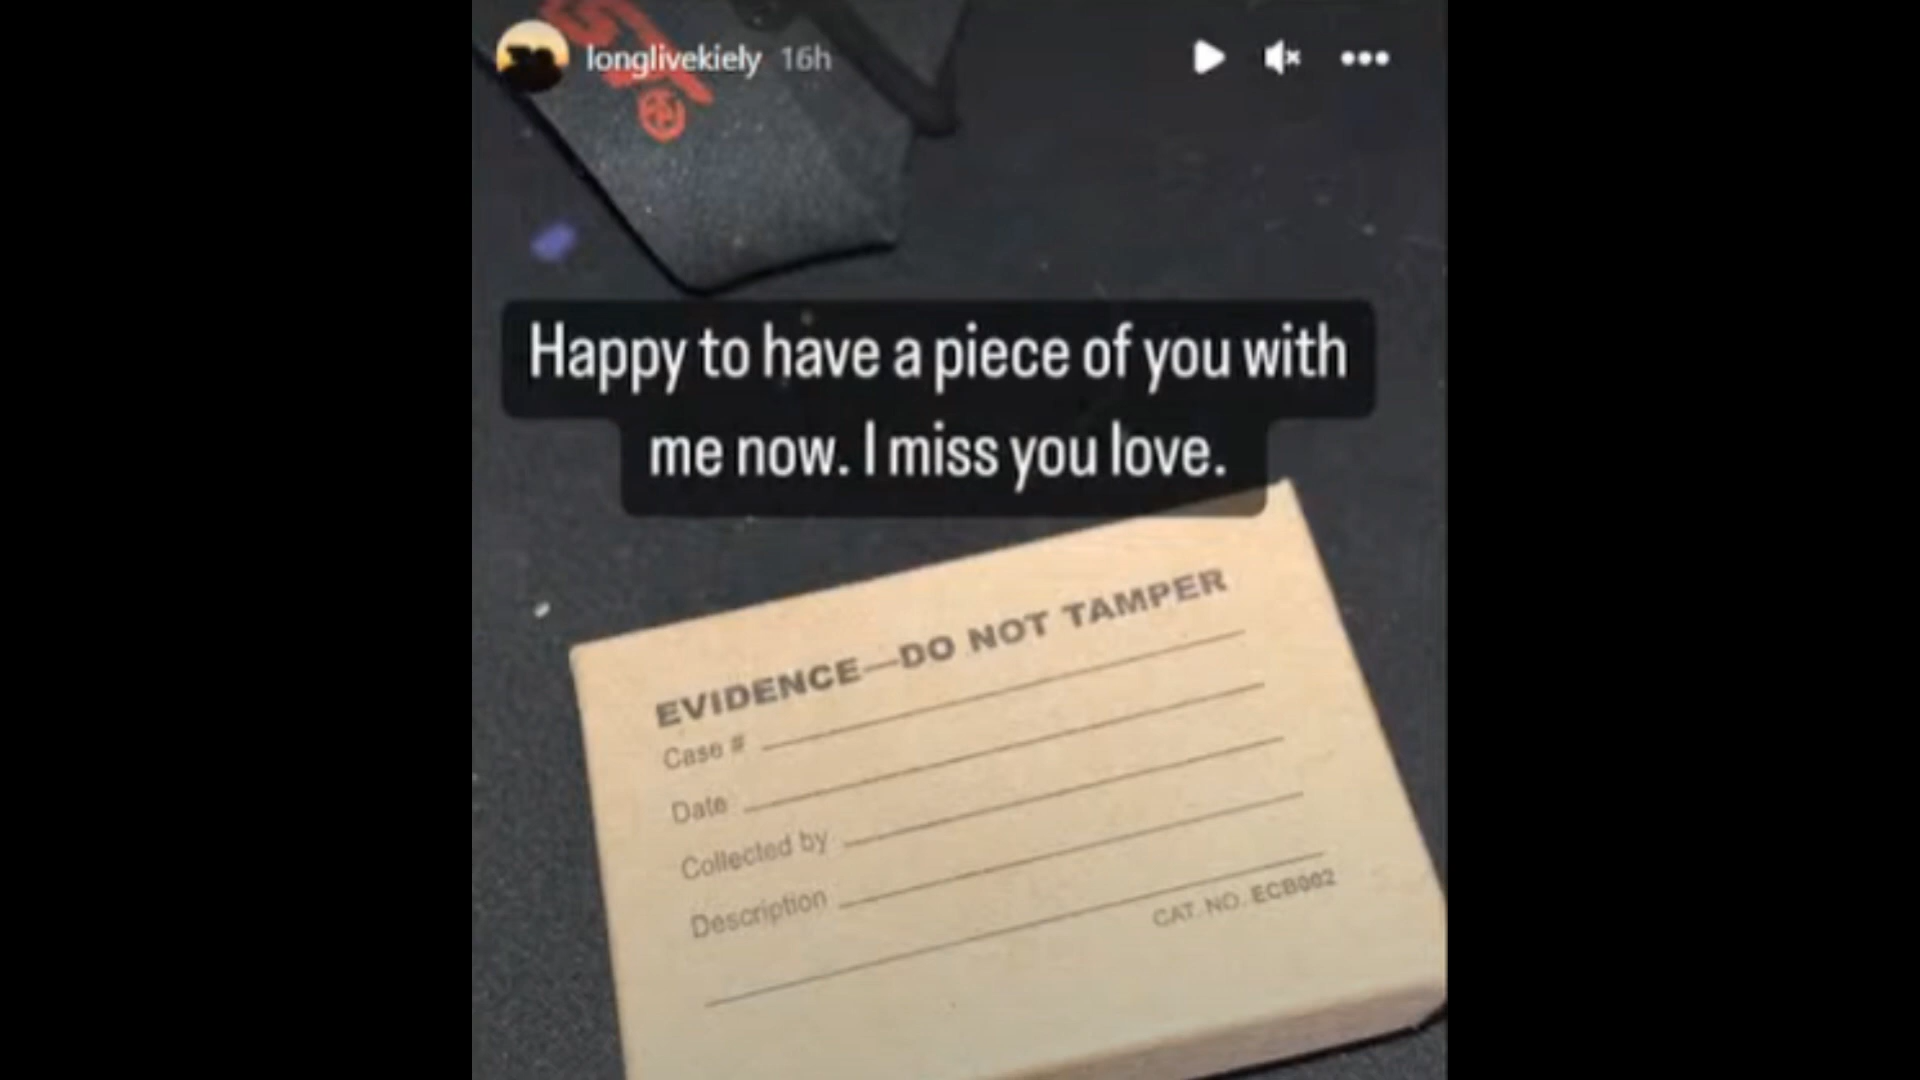 longlivekiely 16h
Happy to have a piece of you with
me now. I miss you love.
EVIDENCE—DO NOT TAMPER
Case #
Date
Collected by
Description
CAT. NO. ECB002